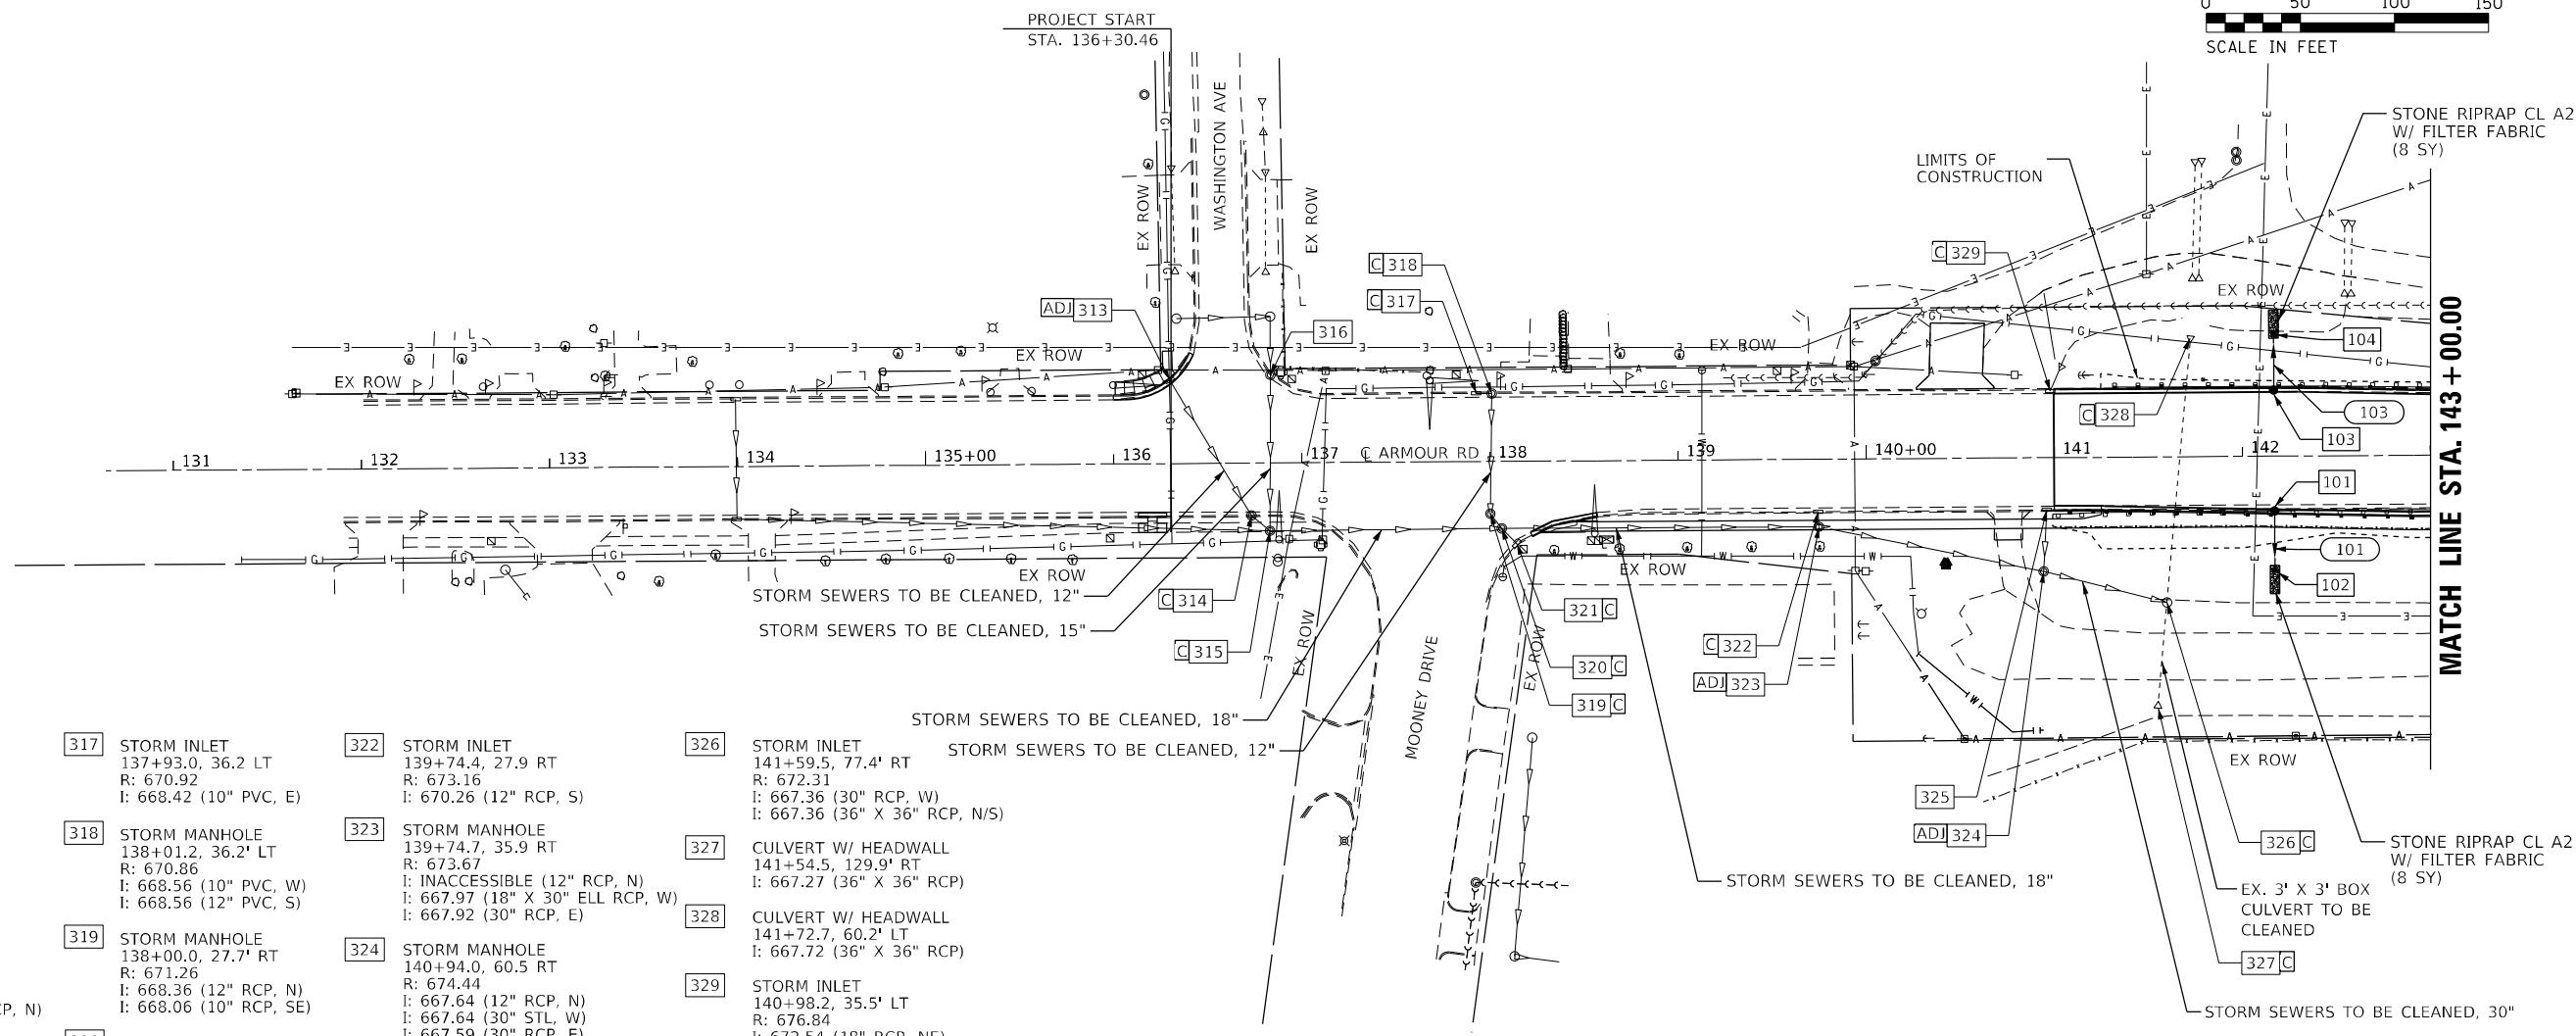 PROJECT START
STA. 136+30.46
0 50 100 150
SCALE IN FEET
STONE RIPRAP CL A2
W/ FILTER FABRIC
(8 SY)
LIMITS OF
CONSTRUCTION
WASHINGTON AVE
EX ROW
EX ROW
C 329
C 318
C 317
ADJ 313
316
EX ROW
EX ROW
EX ROW
EX ROW
104
C 328
103
103
131 132 133 134 135+00 136 137 ℄ ARMOUR RD 138 139 140+00 141 142
101
101
102
MATCH LINE STA. 143+00.00
EX ROW
EX ROW
STORM SEWERS TO BE CLEANED, 12"
C 314
321 C
STORM SEWERS TO BE CLEANED, 15"
C 315
EX ROW
EX ROW
MOONEY DRIVE
C 322
320 C
ADJ 323
319 C
STORM SEWERS TO BE CLEANED, 18"
STORM SEWERS TO BE CLEANED, 12"
EX ROW
325
ADJ 324
326 C
STONE RIPRAP CL A2
W/ FILTER FABRIC
(8 SY)
STORM SEWERS TO BE CLEANED, 18"
EX. 3' X 3' BOX
CULVERT TO BE
CLEANED
327 C
STORM SEWERS TO BE CLEANED, 30"
317 STORM INLET
137+93.0, 36.2 LT
R: 670.92
I: 668.42 (10" PVC, E)
318 STORM MANHOLE
138+01.2, 36.2' LT
R: 670.86
I: 668.56 (10" PVC, W)
I: 668.56 (12" PVC, S)
319 STORM MANHOLE
138+00.0, 27.7' RT
R: 671.26
I: 668.36 (12" RCP, N)
I: 668.06 (10" RCP, SE)
322 STORM INLET
139+74.4, 27.9 RT
R: 673.16
I: 670.26 (12" RCP, S)
323 STORM MANHOLE
139+74.7, 35.9 RT
R: 673.67
I: INACCESSIBLE (12" RCP, N)
I: 667.97 (18" X 30" ELL RCP, W)
I: 667.92 (30" RCP, E)
324 STORM MANHOLE
140+94.0, 60.5 RT
R: 674.44
I: 667.64 (12" RCP, N)
I: 667.64 (30" STL, W)
I: 667.59 (30" RCP, E)
326 STORM INLET
141+59.5, 77.4' RT
R: 672.31
I: 667.36 (30" RCP, W)
I: 667.36 (36" X 36" RCP, N/S)
327 CULVERT W/ HEADWALL
141+54.5, 129.9' RT
I: 667.27 (36" X 36" RCP)
328 CULVERT W/ HEADWALL
141+72.7, 60.2' LT
I: 667.72 (36" X 36" RCP)
329 STORM INLET
140+98.2, 35.5' LT
R: 676.84
I: 672.54 (18" RCP, NE)
P, N)